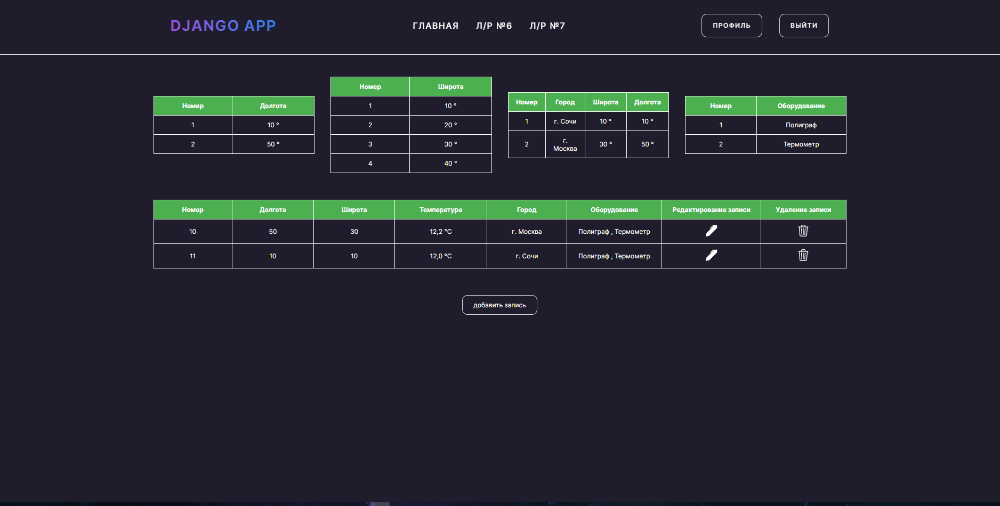 DJANGO APP
ГЛАВНАЯ Л/Р №6 Л/Р №7
ПРОФИЛЬ ВЫЙТИ
Номер Долгота
1 10 °
2 50 °
Номер Широта
1 10 °
2 20 °
3 30 °
4 40 °
Номер Город Широта Долгота
1 г. Сочи 10 ° 10 °
2 г. Москва 30 ° 50 °
Номер Оборудование
1 Полиграф
2 Термометр
Номер Долгота Широта Температура Город Оборудование Редактирование записи Удаление записи
10 50 30 12,2 °C г. Москва Полиграф , Термометр
11 10 10 12,0 °C г. Сочи Полиграф , Термометр
добавить запись